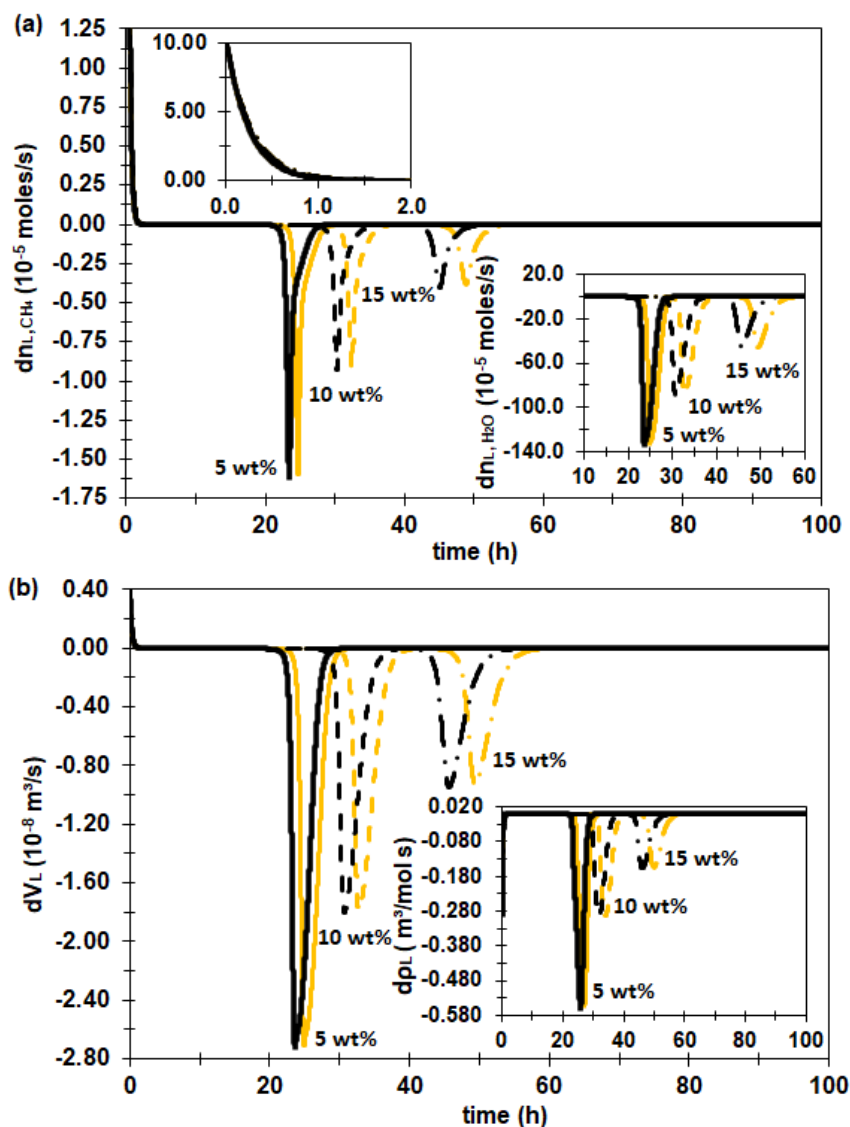 (a)
dnL,CH₄ (10⁻⁵ moles/s)
1.25
1.00
0.75
0.50
0.25
0.00
-0.25
-0.50
-0.75
-1.00
-1.25
-1.50
-1.75
10.00
5.00
0.00
0.0 1.0 2.0
5 wt%
10 wt%
15 wt%
dnL,H₂O (10⁻⁵ moles/s)
20.0
-20.0
-60.0
-100.0
-140.0
15 wt%
10 wt%
5 wt%
10 20 30 40 50 60
0 20 40 60 80 100
time (h)
(b)
dVL (10⁻⁸ m³/s)
0.40
0.00
-0.40
-0.80
-1.20
-1.60
-2.00
-2.40
-2.80
15 wt%
10 wt%
5 wt%
dρL ( m³/mol s)
0.020
-0.080
-0.180
-0.280
-0.380
-0.480
-0.580
15 wt%
10 wt%
5 wt%
0 20 40 60 80 100
0 20 40 60 80 100
time (h)